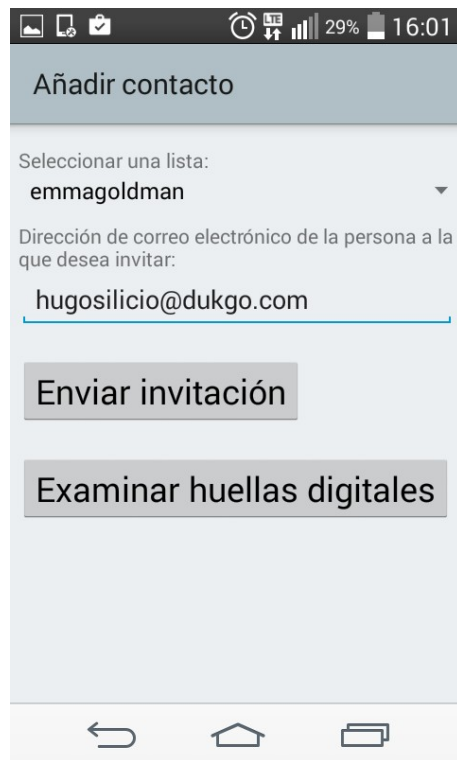 LTE 29% 16:01
Añadir contacto
Seleccionar una lista:
emmagoldman
Dirección de correo electrónico de la persona a la
que desea invitar:
hugosilicio@dukgo.com
Enviar invitación
Examinar huellas digitales